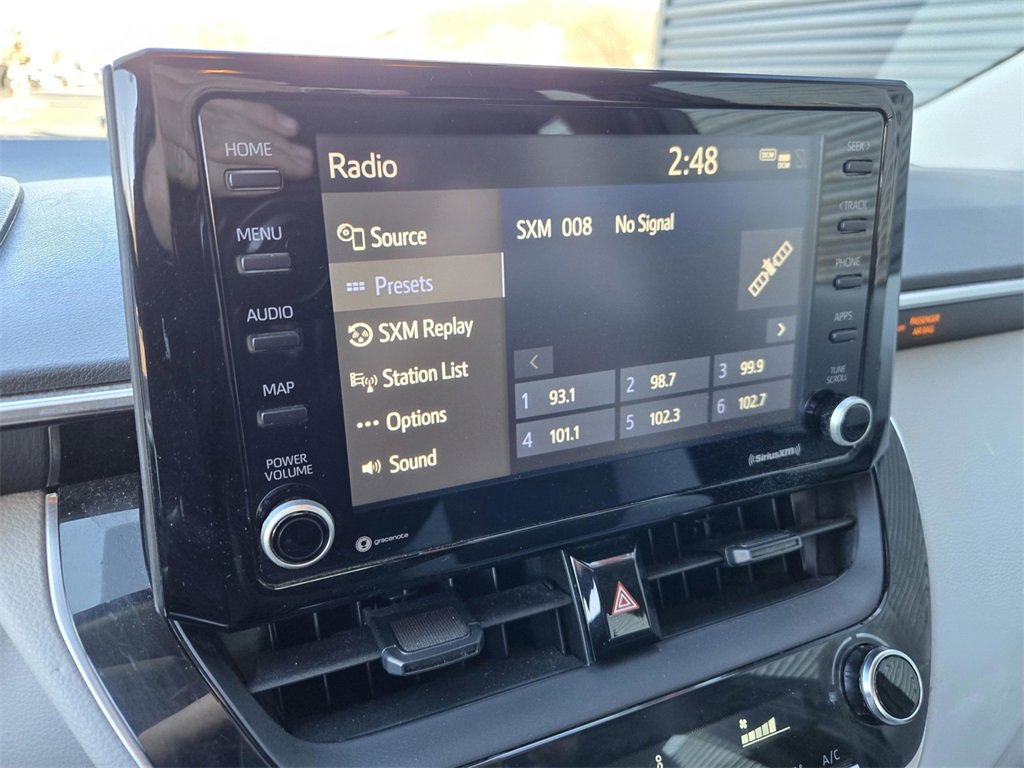 HOME
MENU
AUDIO
MAP
POWER
VOLUME
Radio
2:48
DCM
DCM
Source
Presets
SXM Replay
Station List
Options
Sound
SXM 008 No Signal
1 93.1
2 98.7
3 99.9
4 101.1
5 102.3
6 102.7
gracenote
SiriusXM
SEEK >
< TRACK
PHONE
APPS
TUNE
SCROLL
PASSENGER
AIR BAG
A/C